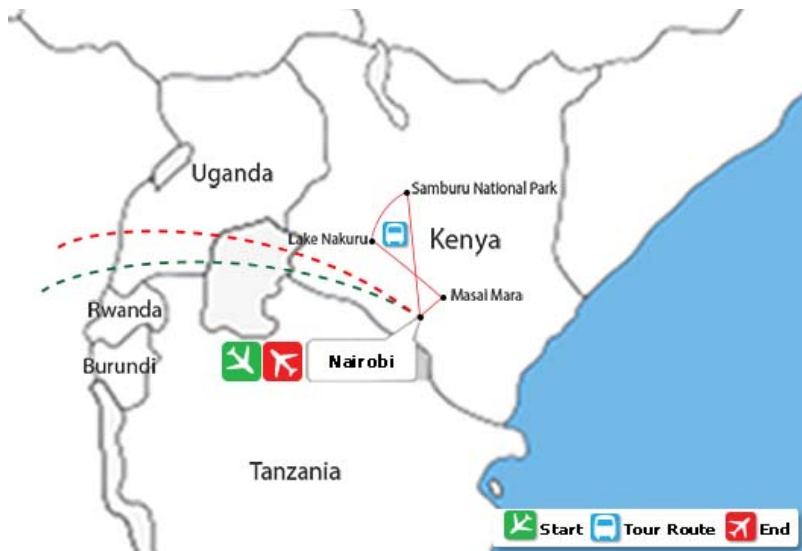 Uganda
Samburu National Park
Lake Nakuru
Kenya
Masai Mara
Rwanda
Nairobi
Burundi
Tanzania
Start Tour Route End